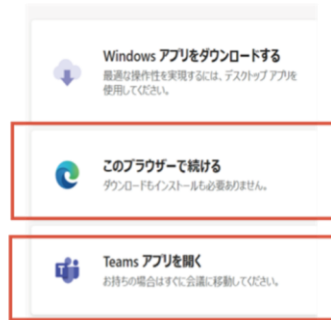 Windows アプリをダウンロードする
最適な操作性を実現するには、デスクトップ アプリを
使用してください。
このブラウザーで続ける
ダウンロードもインストールも必要ありません。
Teams アプリを開く
お持ちの場合はすぐに会議に移動してください。